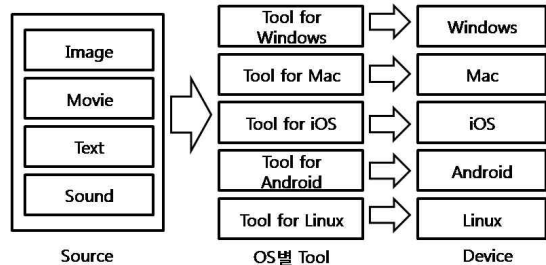 Image
Movie
Text
Sound
Source
Tool for
Windows
Tool for Mac
Tool for iOS
Tool for
Android
Tool for Linux
OS별 Tool
Windows
Mac
iOS
Android
Linux
Device